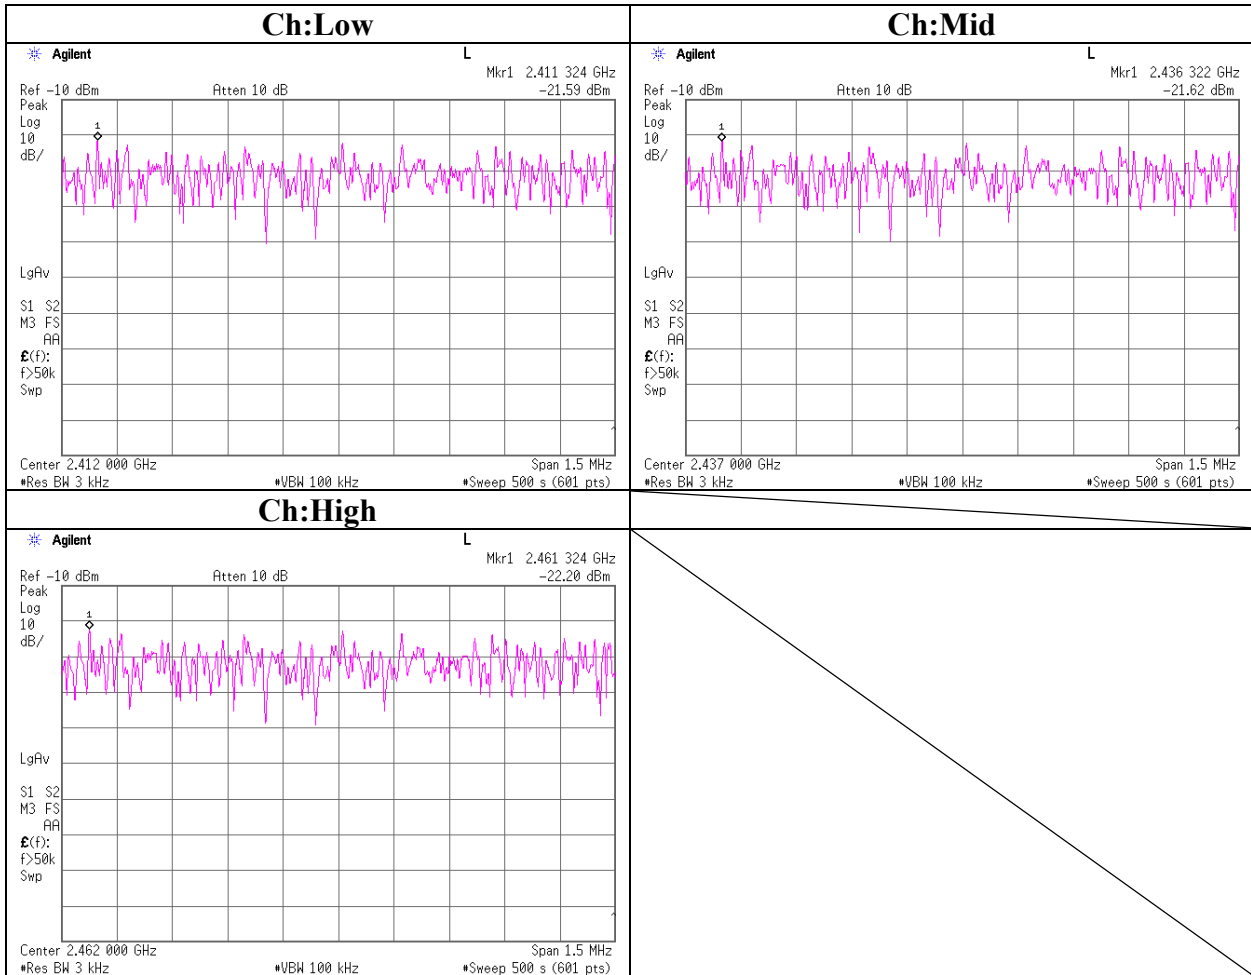 Ch:Low
Ch:Mid
Agilent
L
Mkr1 2.411 324 GHz
Ref -10 dBm
Atten 10 dB
-21.59 dBm
Peak
Log
10
dB/
1
LgAv
S1 S2
M3 FS
AA
£(f):
f>50k
Swp
Center 2.412 000 GHz
Span 1.5 MHz
#Res BW 3 kHz
#VBW 100 kHz
#Sweep 500 s (601 pts)
Agilent
L
Mkr1 2.436 322 GHz
Ref -10 dBm
Atten 10 dB
-21.62 dBm
Peak
Log
10
dB/
1
LgAv
S1 S2
M3 FS
AA
£(f):
f>50k
Swp
Center 2.437 000 GHz
Span 1.5 MHz
#Res BW 3 kHz
#VBW 100 kHz
#Sweep 500 s (601 pts)
Ch:High
Agilent
L
Mkr1 2.461 324 GHz
Ref -10 dBm
Atten 10 dB
-22.20 dBm
Peak
Log
10
dB/
1
LgAv
S1 S2
M3 FS
AA
£(f):
f>50k
Swp
Center 2.462 000 GHz
Span 1.5 MHz
#Res BW 3 kHz
#VBW 100 kHz
#Sweep 500 s (601 pts)